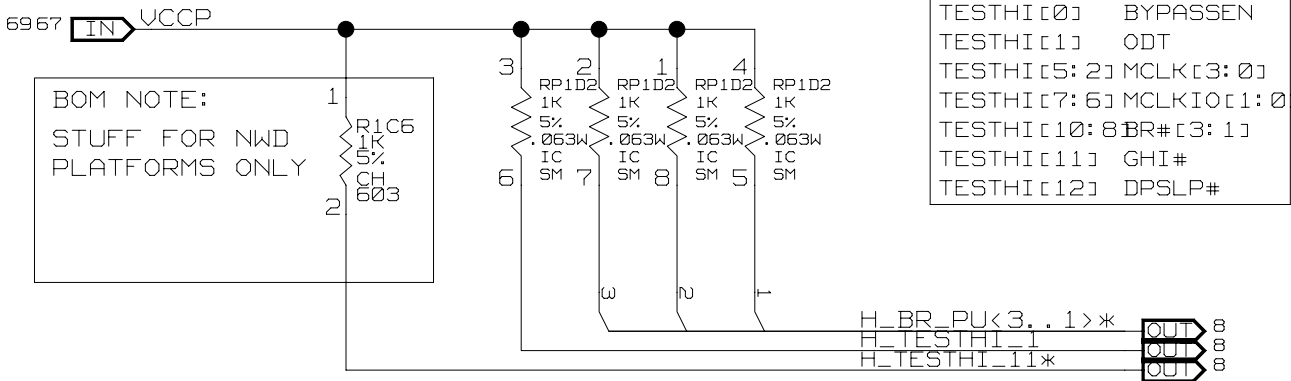 6967 IN VCCP
BOM NOTE:
STUFF FOR NWD
PLATFORMS ONLY
1
R1C6
1K
5%
CH
603
2
3
RP1D2
1K
5%
.063W
IC
SM
6
2
RP1D2
1K
5%
.063W
IC
SM
7
1
RP1D2
1K
5%
.063W
IC
SM
8
4
RP1D2
1K
5%
.063W
IC
SM
5
TESTHI[0] BYPASSEN
TESTHI[1] ODT
TESTHI[5:2] MCLK[3:0]
TESTHI[7:6] MCLKIO[1:0
TESTHI[10:8] BR#[3:1]
TESTHI[11] GHI#
TESTHI[12] DPSLP#
3
2
1
H_BR_PU<3..1>* OUT 8
H_TESTHI_1 OUT 8
H_TESTHI_11* OUT 8